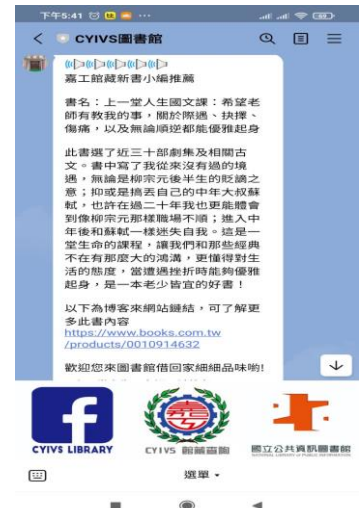 下午5:41
CYIVS圖書館
嘉工館藏新書小編推薦
書名：上一堂人生國文課：希望老
師有教我的事，關於際遇、抉擇、
傷痛，以及無論順逆都能優雅起身
此書選了近三十部劇集及相關古
文。書中寫了我從來沒有過的境
遇，無論是柳宗元後半生的貶謫之
意；抑或是搞丟自己的中年大叔蘇
軾，也許在過二十年我也更能體會
到像柳宗元那樣職場不順；進入中
年後和蘇軾一樣迷失自我。這是一
堂生命的課程，讓我們和那些經典
不在有那麼大的鴻溝，更懂得對生
活的態度，當遭遇挫折時能夠優雅
起身，是一本老少皆宜的好書！
以下為博客來網站鏈結，可了解更
多此書內容
https://www.books.com.tw
/products/0010914632
歡迎您來圖書館借回家細細品味喲!
CYIVS LIBRARY
CYIVS 館藏查詢
國立公共資訊圖書館
選單